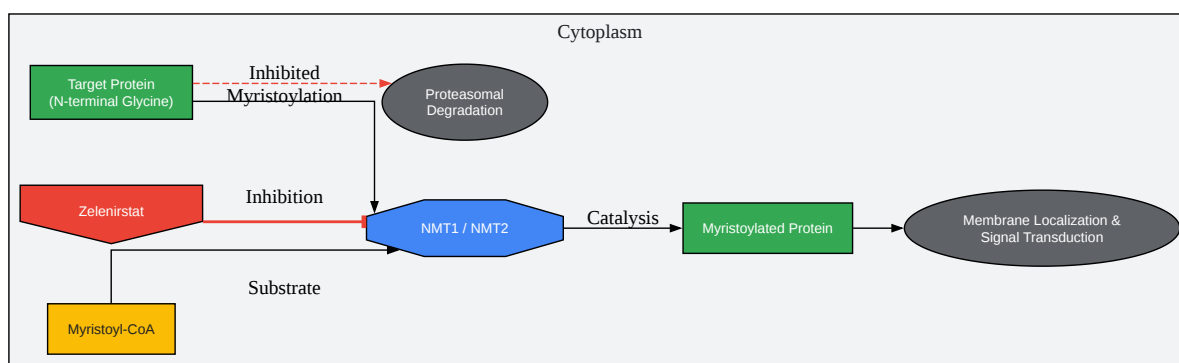 Cytoplasm
Target Protein
(N-terminal Glycine)
Inhibited
Myristoylation
Proteasomal
Degradation
Zelenirstat
Inhibition
NMT1 / NMT2
Catalysis
Myristoylated Protein
Membrane Localization &
Signal Transduction
Substrate
Myristoyl-CoA